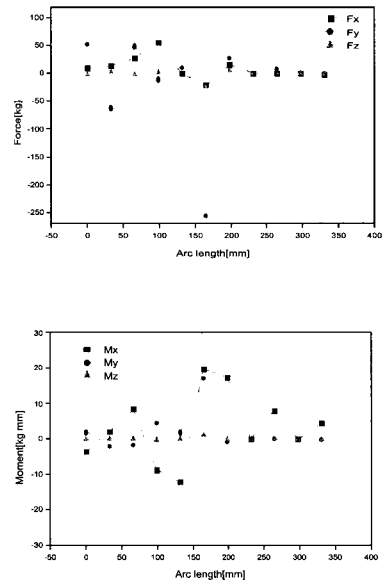 100
50
0
-50
-100
-150
-200
-250
Force[kg]
Fx
Fy
Fz
-50 0 50 100 150 200 250 300 350 400
Arc length[mm]
30
20
10
0
-10
-20
-30
Moment[kg mm]
Mx
My
Mz
-50 0 50 100 150 200 250 300 350 400
Arc length[mm]